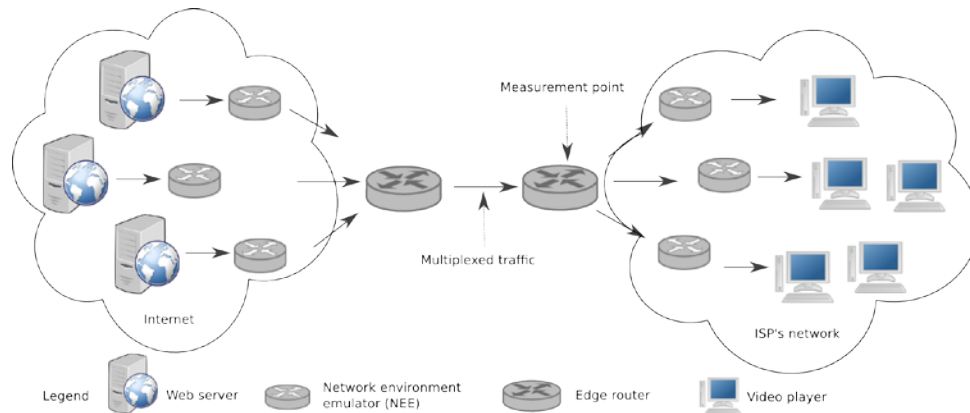 Measurement point
Multiplexed traffic
Internet
ISP's network
Legend
Web server
Network environment
emulator (NEE)
Edge router
Video player